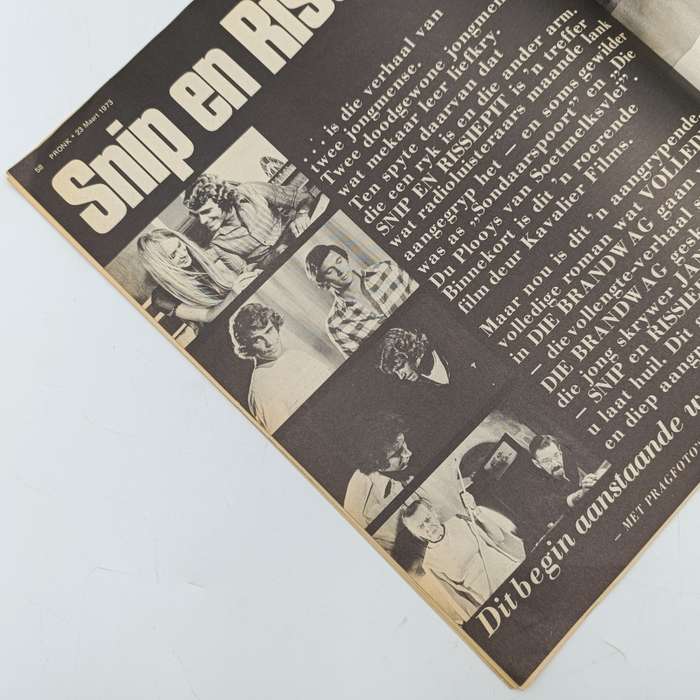 58 PRONK • 23 Maart 1973
Snip en Ris
... is die verhaal van
twee jongmense.
Twee doodgewone jongmen
wat mekaar leer liefkry.
Ten spyte daarvan dat
die een ryk is en die ander arm.
SNIP EN RISSIEPIT is 'n treffer
wat radioluisteraars maande lank
aangegryp het — en soms gewilder
was as „Sondaarspoort" en „Die
Du Plooys van Soetmelksvlei".
Binnekort is dit 'n roerende
film deur Kavalier Films.
Maar nou is dit 'n aangrypende
volledige roman wat VOLLE
in DIE BRANDWAG gaan
– die vollengte-verhaal
DIE BRANDWAG ges
die jong skrywer, JA
– SNIP en RISSIE
u laat huil. Dit
en diep aang
Dit begin aanstaande w
– MET PRAGFOTO'